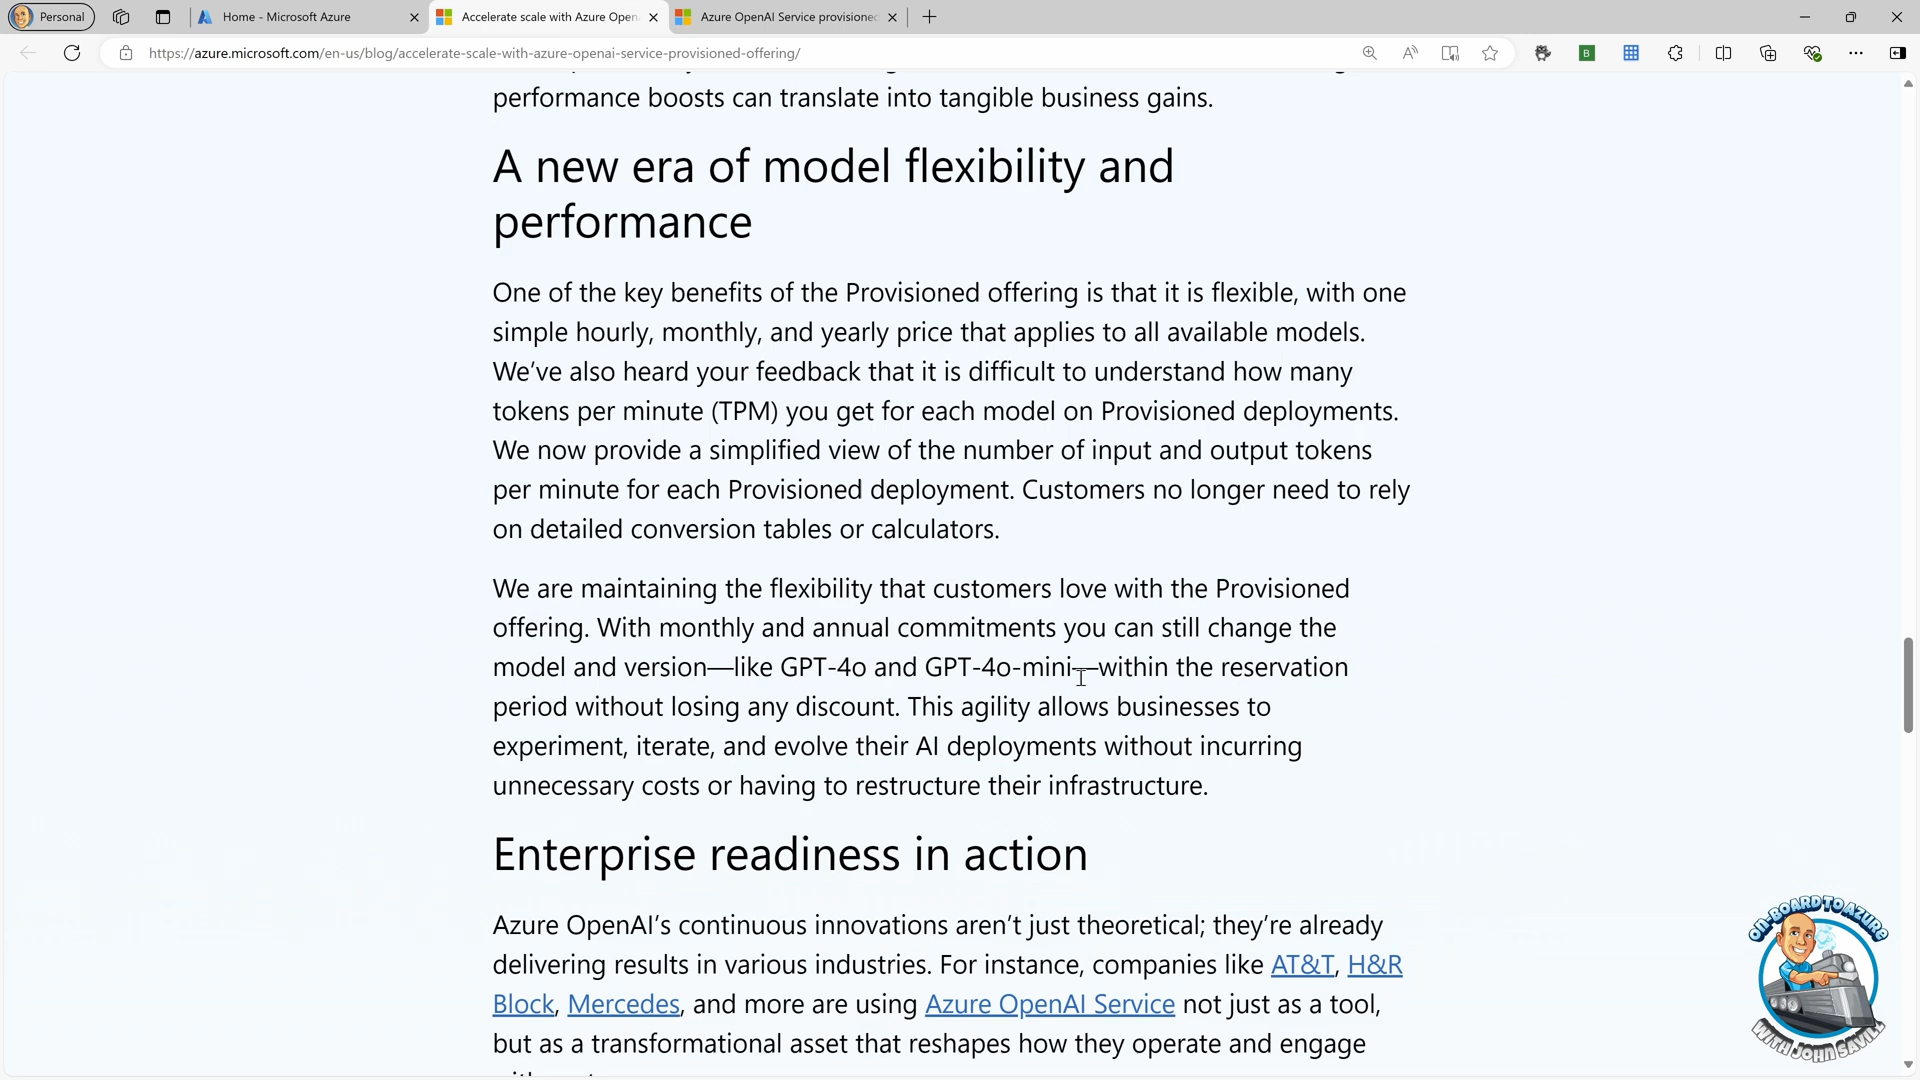 Personal
Home - Microsoft Azure
Accelerate scale with Azure Open
Azure OpenAI Service provisioned
https://azure.microsoft.com/en-us/blog/accelerate-scale-with-azure-openai-service-provisioned-offering/
performance boosts can translate into tangible business gains.
A new era of model flexibility and
performance
One of the key benefits of the Provisioned offering is that it is flexible, with one
simple hourly, monthly, and yearly price that applies to all available models.
We’ve also heard your feedback that it is difficult to understand how many
tokens per minute (TPM) you get for each model on Provisioned deployments.
We now provide a simplified view of the number of input and output tokens
per minute for each Provisioned deployment. Customers no longer need to rely
on detailed conversion tables or calculators.
We are maintaining the flexibility that customers love with the Provisioned
offering. With monthly and annual commitments you can still change the
model and version—like GPT-4o and GPT-4o-mini—within the reservation
period without losing any discount. This agility allows businesses to
experiment, iterate, and evolve their AI deployments without incurring
unnecessary costs or having to restructure their infrastructure.
Enterprise readiness in action
Azure OpenAI’s continuous innovations aren’t just theoretical; they’re already
delivering results in various industries. For instance, companies like AT&T, H&R
Block, Mercedes, and more are using Azure OpenAI Service not just as a tool,
but as a transformational asset that reshapes how they operate and engage
ON-BOARD TO AZURE
WITH JOHN SAVILL